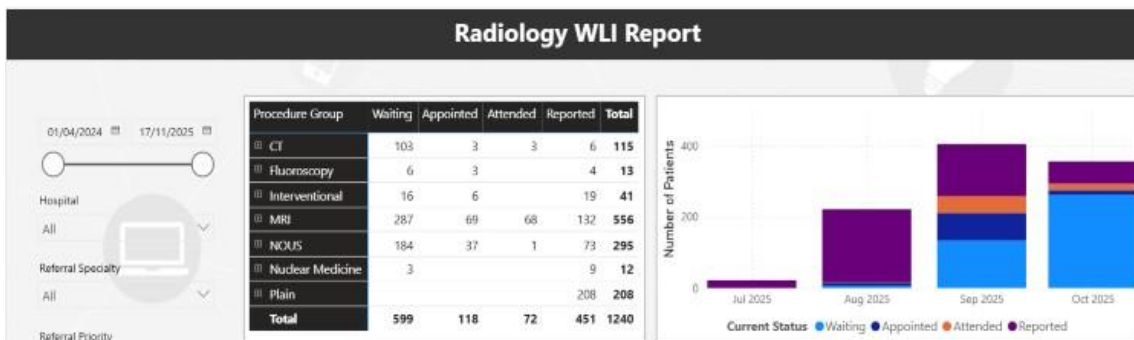 Radiology WLI Report
01/04/2024 17/11/2025
Hospital
All
Referral Specialty
All
Referral Priority
Procedure Group Waiting Appointed Attended Reported Total
CT 103 3 3 6 115
Fluoroscopy 6 3 4 13
Interventional 16 6 19 41
MRI 287 69 68 132 556
NOUS 184 37 1 73 295
Nuclear Medicine 3 9 12
Plain 208 208
Total 599 118 72 451 1240
Number of Patients
400
200
0
Jul 2025 Aug 2025 Sep 2025 Oct 2025
Current Status Waiting Appointed Attended Reported